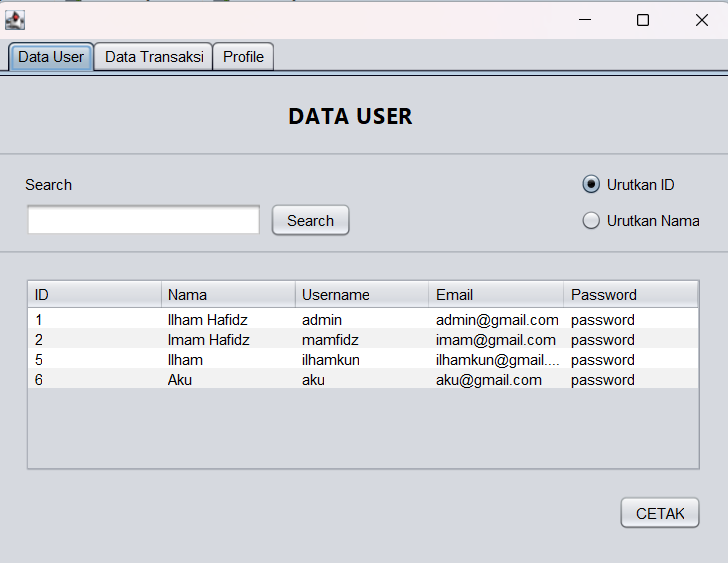 Data User Data Transaksi Profile
DATA USER
Search
Urutkan ID
Search
Urutkan Nama
ID Nama Username Email Password
1 Ilham Hafidz admin admin@gmail.com password
2 Imam Hafidz mamfidz imam@gmail.com password
5 Ilham ilhamkun ilhamkun@gmail.... password
6 Aku aku aku@gmail.com password
CETAK